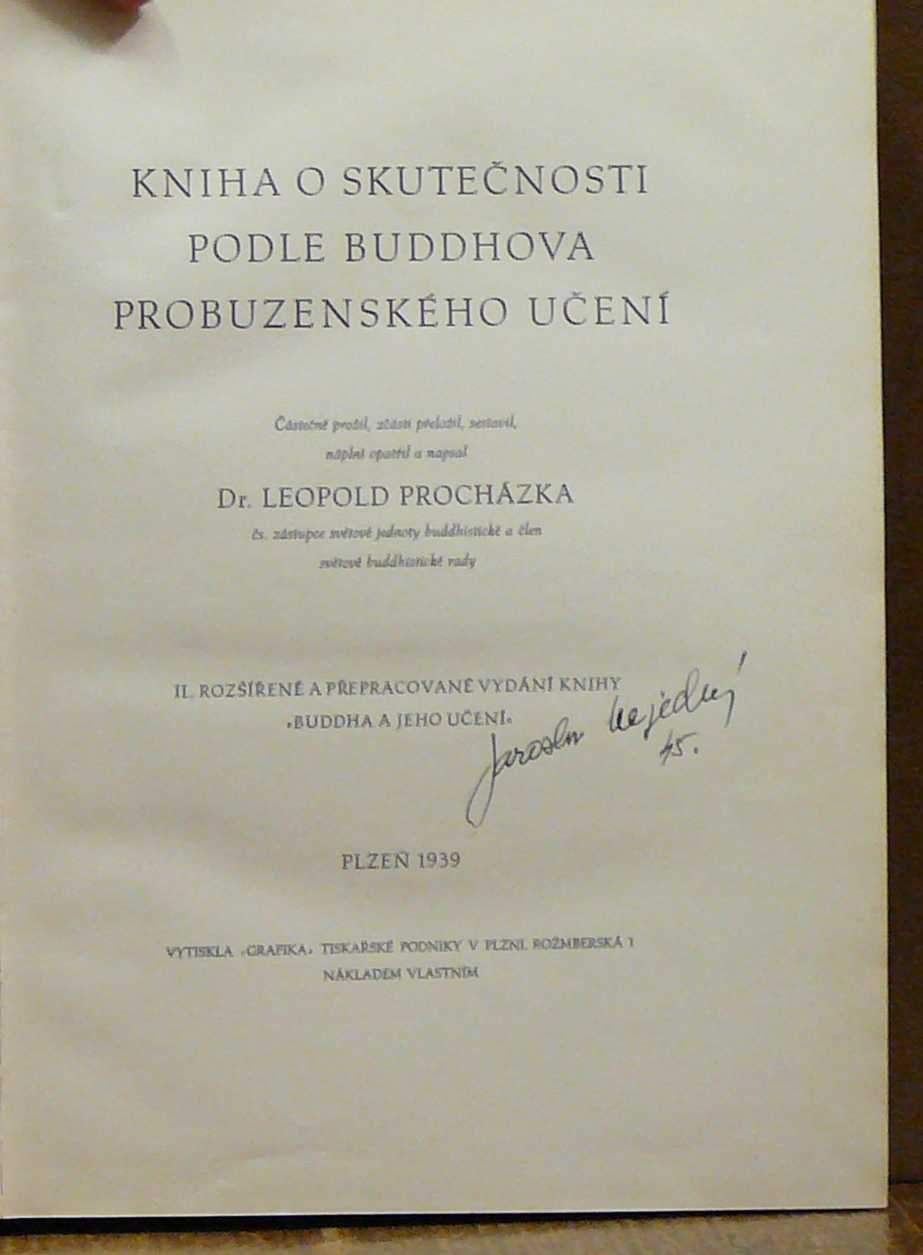 KNIHA O SKUTEČNOSTI
PODLE BUDDHOVA
PROBUZENSKÉHO UČENÍ
Částečně prožil, zčásti přeložil, sestavil,
náplní opatřil a napsal
Dr. LEOPOLD PROCHÁZKA
čs. zástupce světové jednoty buddhistické a člen
světové buddhistické rady
II. ROZŠÍŘENÉ A PŘEPRACOVANÉ VYDÁNÍ KNIHY
»BUDDHA A JEHO UČENÍ«
Jaroslav Nejedlý
45.
PLZEŇ 1939
VYTISKLA »GRAFIKA« TISKAŘSKÉ PODNIKY V PLZNI, ROŽMBERSKÁ 1
NÁKLADEM VLASTNÍM